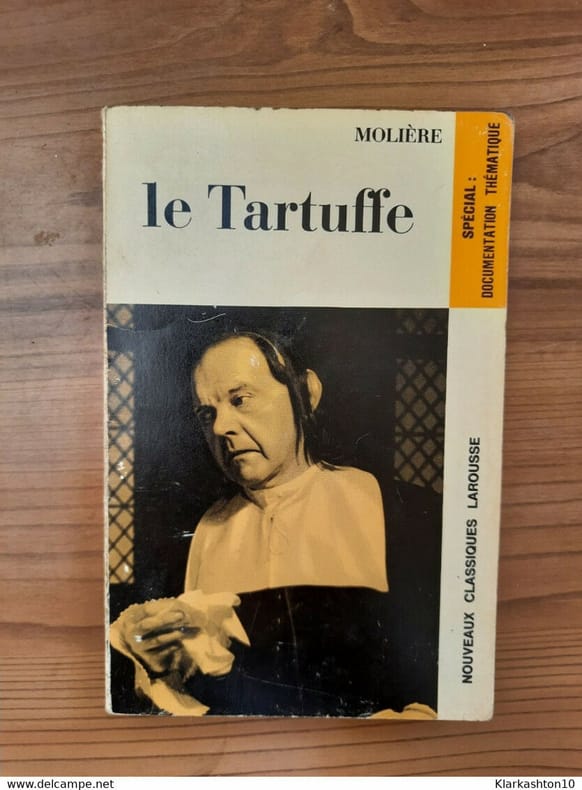 MOLIÈRE
le Tartuffe
SPÉCIAL :
DOCUMENTATION THÉMATIQUE
NOUVEAUX CLASSIQUES LAROUSSE
www.delcampe.net
Klarkashton10